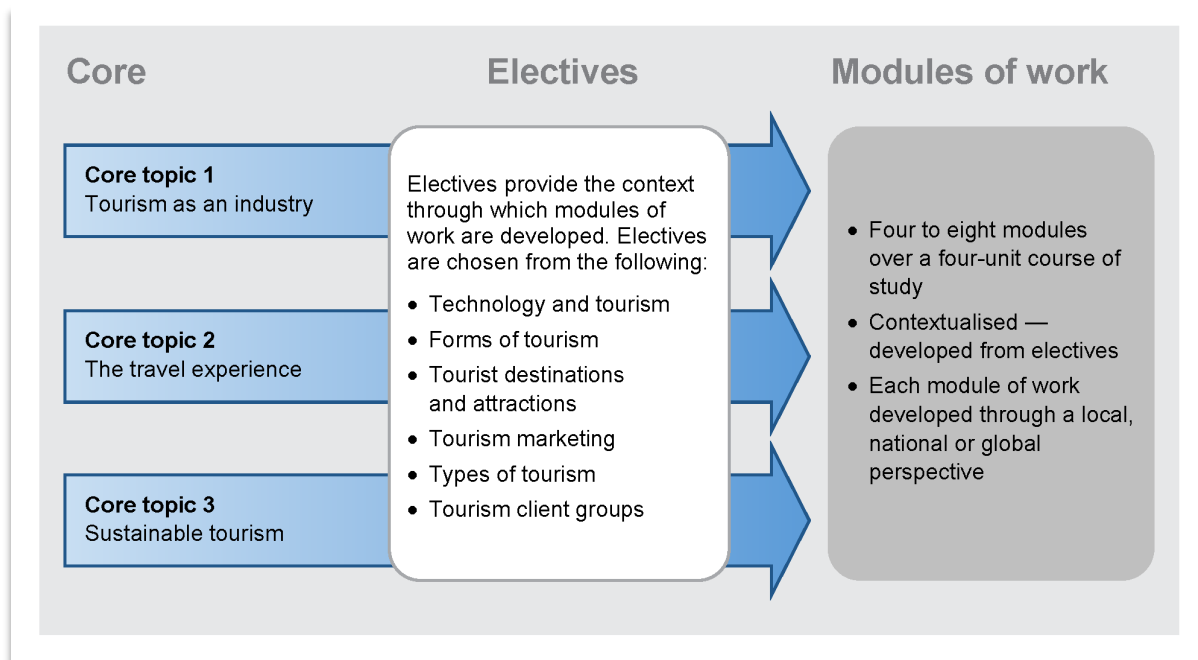 Core
Electives
Modules of work
Core topic 1
Tourism as an industry
Core topic 2
The travel experience
Core topic 3
Sustainable tourism
Electives provide the context
through which modules of
work are developed. Electives
are chosen from the following:
• Technology and tourism
• Forms of tourism
• Tourist destinations
and attractions
• Tourism marketing
• Types of tourism
• Tourism client groups
• Four to eight modules
over a four-unit course of
study
• Contextualised —
developed from electives
• Each module of work
developed through a local,
national or global
perspective